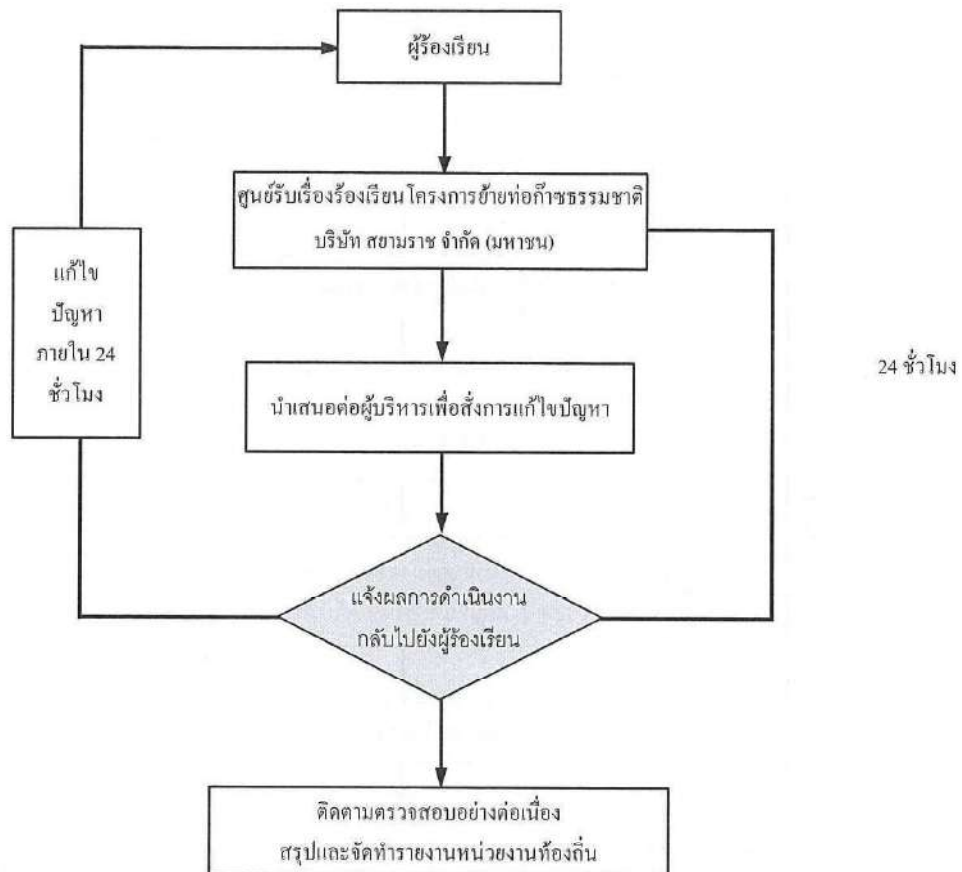 ผู้ร้องเรียน
ศูนย์รับเรื่องร้องเรียนโครงการย้ายท่อก๊าซธรรมชาติ
บริษัท สยามราช จำกัด (มหาชน)
แก้ไข
ปัญหา
ภายใน 24
ชั่วโมง
24 ชั่วโมง
นำเสนอต่อผู้บริหารเพื่อสั่งการแก้ไขปัญหา
แจ้งผลการดำเนินงาน
กลับไปยังผู้ร้องเรียน
ติดตามตรวจสอบอย่างต่อเนื่อง
สรุปและจัดทำรายงานหน่วยงานท้องถิ่น